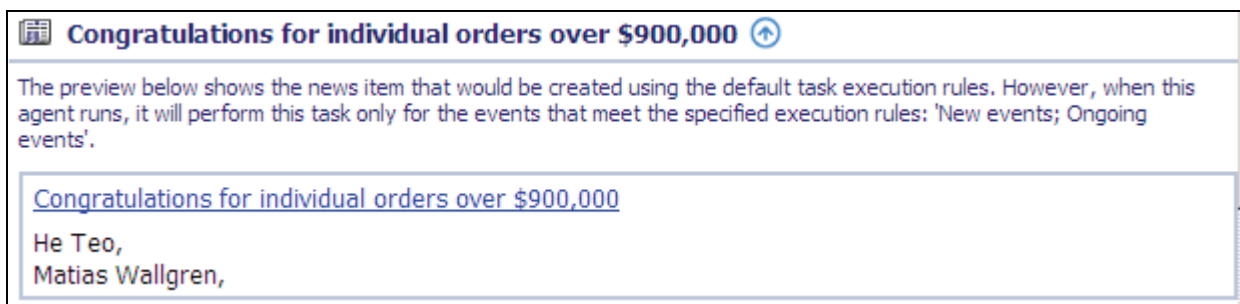 Congratulations for individual orders over $900,000
The preview below shows the news item that would be created using the default task execution rules. However, when this
agent runs, it will perform this task only for the events that meet the specified execution rules: 'New events; Ongoing
events'.
Congratulations for individual orders over $900,000
He Teo,
Matias Wallgren,